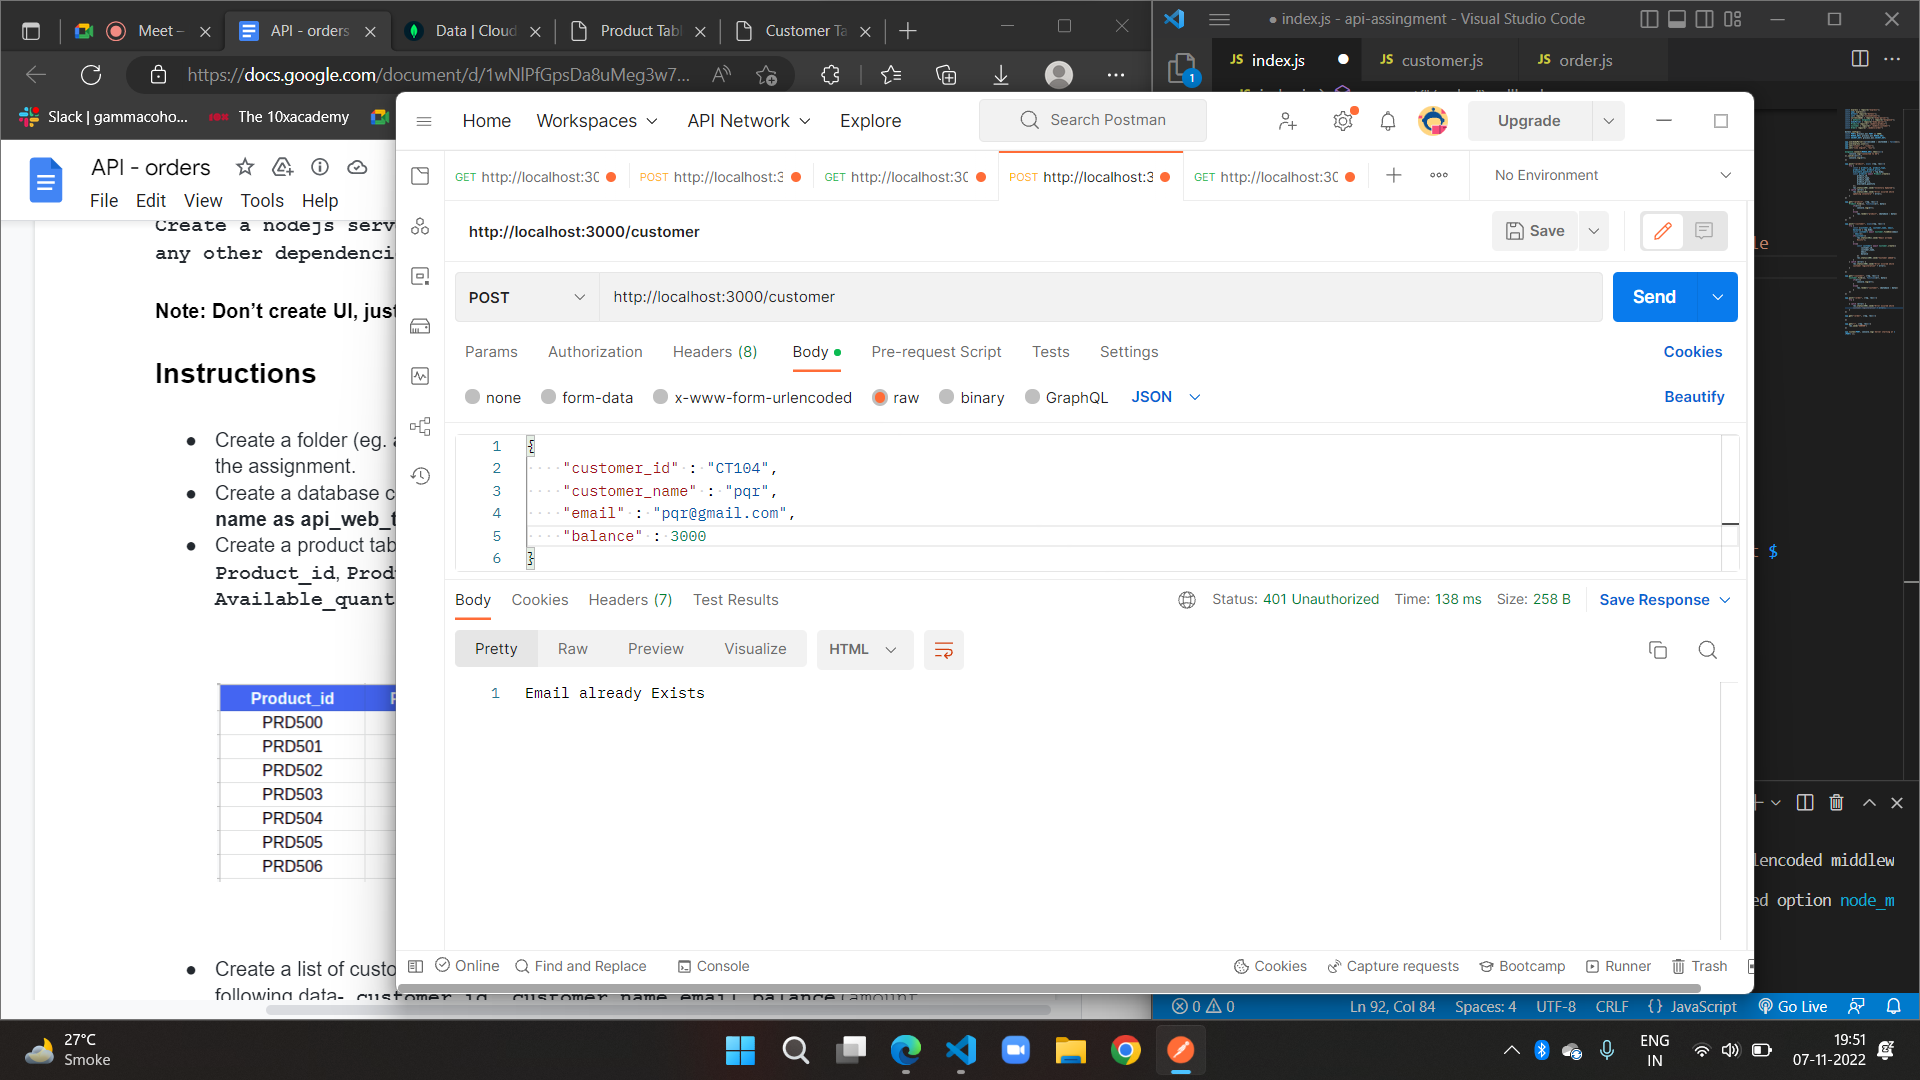 Meet -
API - orders
Data | Cloud
Product Tab
Customer Ta
https://docs.google.com/document/d/1wNlPfGpsDa8uMeg3w7...
Slack | gammacoho...
The 10xacademy
API - orders
File Edit View Tools Help
Create a nodejs serv
any other dependenci
Note: Don't create UI, just
Instructions
Create a folder (eg. a
the assignment.
Create a database c
name as api_web_t
Create a product tab
Product_id, Produ
Available_quant
Product_id
PRD500
PRD501
PRD502
PRD503
PRD504
PRD505
PRD506
Create a list of custo
following data- customer_id, customer_name email balance(amount
Home Workspaces API Network Explore
Search Postman
Upgrade
GET http://localhost:30
POST http://localhost:3
GET http://localhost:30
POST http://localhost:3
GET http://localhost:30
No Environment
http://localhost:3000/customer
Save
POST
http://localhost:3000/customer
Send
Params Authorization Headers (8) Body Pre-request Script Tests Settings
Cookies
none form-data x-www-form-urlencoded raw binary GraphQL JSON
Beautify
1 {
2 "customer_id" : "CT104",
3 "customer_name" : "pqr",
4 "email" : "pqr@gmail.com",
5 "balance" : 3000
6 }
Body Cookies Headers (7) Test Results
Status: 401 Unauthorized Time: 138 ms Size: 258 B
Save Response
Pretty Raw Preview Visualize HTML
1 Email already Exists
Online Find and Replace Console
Cookies Capture requests Bootcamp Runner Trash
● index.js - api-assingment - Visual Studio Code
1
JS index.js
JS customer.js
JS order.js
le
t $
lencoded middlew
ed option node_m
0 0
Ln 92, Col 84 Spaces: 4 UTF-8 CRLF {} JavaScript Go Live
27°C
Smoke
ENG
IN
19:51
07-11-2022